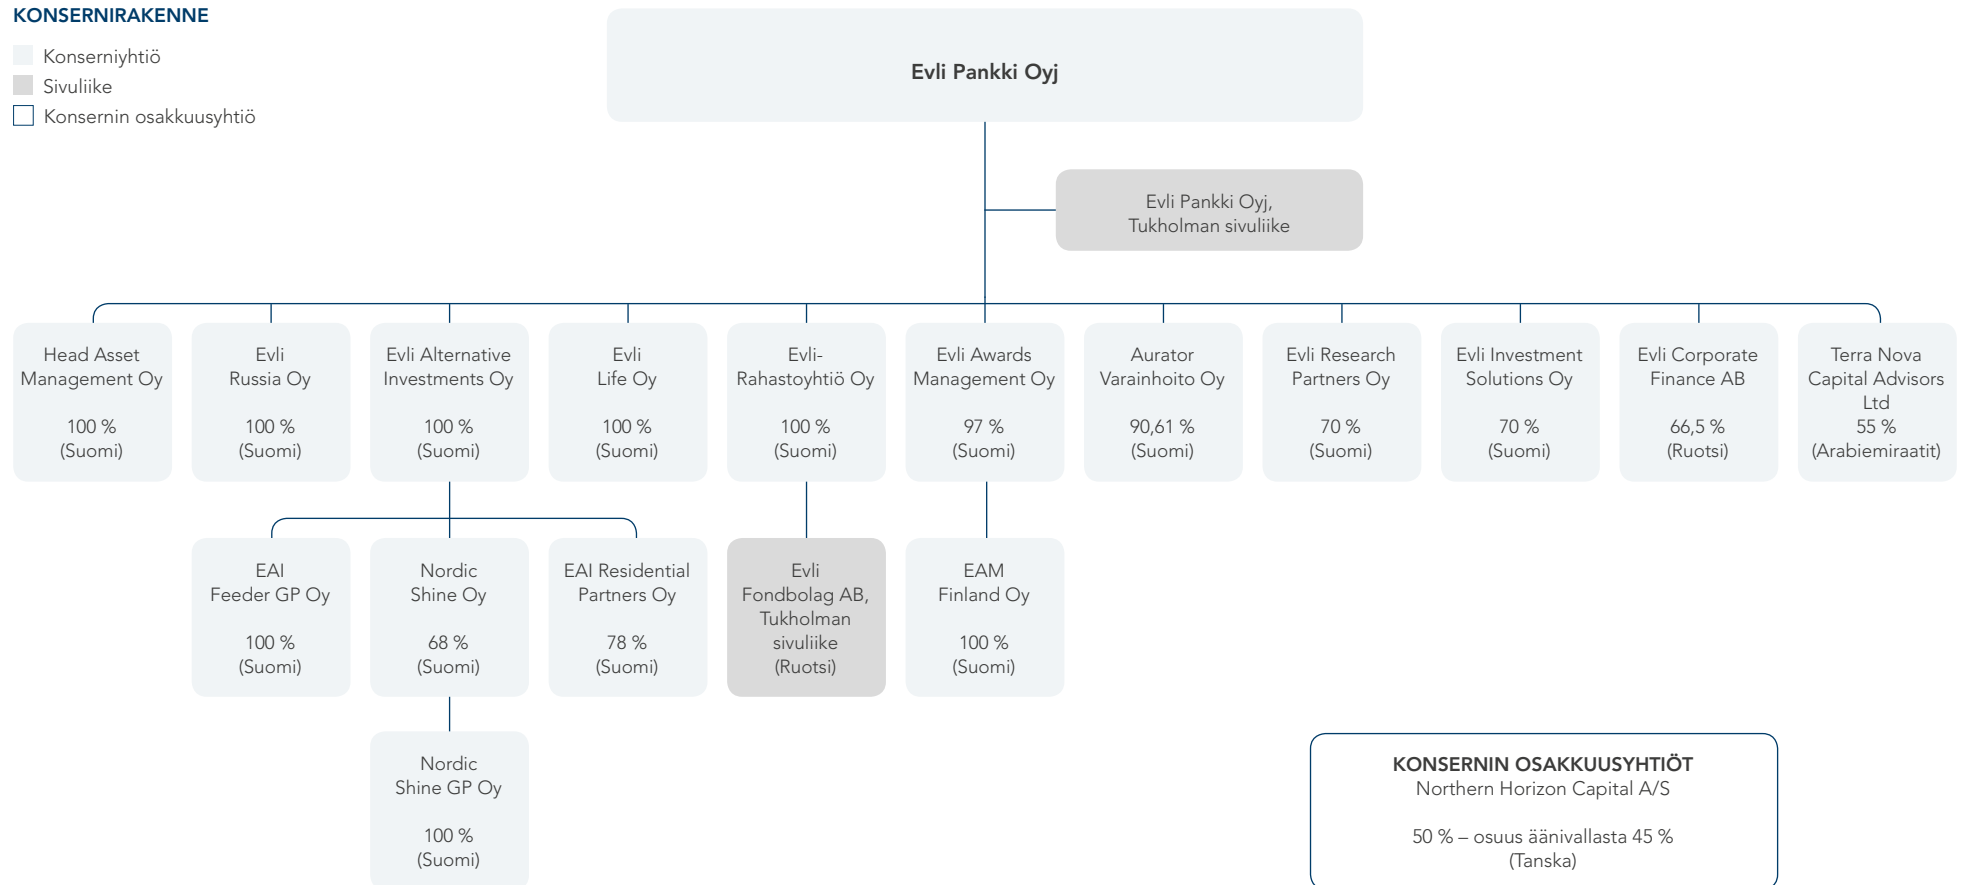 KONSERNIRAKENNE
Konserniyhtiö
Sivuliike
Konsernin osakkuusyhtiö
Evli Pankki Oyj
Evli Pankki Oyj,
Tukholman sivuliike
Head Asset
Management Oy
100 %
(Suomi)
Evli
Russia Oy
100 %
(Suomi)
Evli Alternative
Investments Oy
100 %
(Suomi)
Evli
Life Oy
100 %
(Suomi)
Evli-
Rahastoyhtiö Oy
100 %
(Suomi)
Evli Awards
Management Oy
97 %
(Suomi)
Aurator
Varainhoito Oy
90,61 %
(Suomi)
Evli Research
Partners Oy
70 %
(Suomi)
Evli Investment
Solutions Oy
70 %
(Suomi)
Evli Corporate
Finance AB
66,5 %
(Ruotsi)
Terra Nova
Capital Advisors
Ltd
55 %
(Arabiemiraatit)
EAI
Feeder GP Oy
100 %
(Suomi)
Nordic
Shine Oy
68 %
(Suomi)
EAI Residential
Partners Oy
78 %
(Suomi)
Evli
Fondbolag AB,
Tukholman
sivuliike
(Ruotsi)
EAM
Finland Oy
100 %
(Suomi)
Nordic
Shine GP Oy
100 %
(Suomi)
KONSERNIN OSAKKUUSYHTIÖT
Northern Horizon Capital A/S
50 % – osuus äänivallasta 45 %
(Tanska)